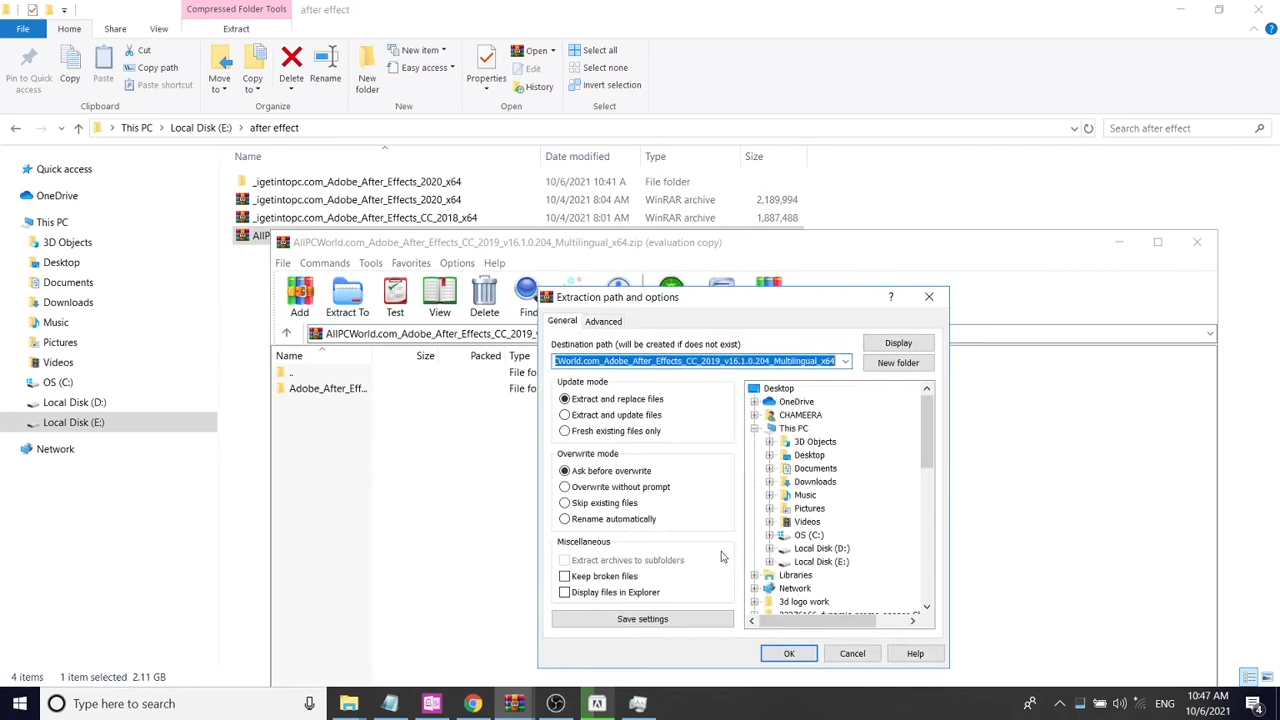 Compressed Folder Tools
after effect
File
Home
Share
View
Extract
Pin to Quick access
Copy
Paste
Cut
Copy path
Paste shortcut
Clipboard
Move to
Copy to
Delete
Rename
Organize
New folder
New item
Easy access
New
Properties
Open
Edit
History
Open
Select all
Select none
Invert selection
Select
This PC
Local Disk (E:)
after effect
Search after effect
Name
Date modified
Type
Size
_igetintopc.com_Adobe_After_Effects_2020_x64
10/6/2021 10:41 A
File folder
_igetintopc.com_Adobe_After_Effects_2020_x64
10/4/2021 8:04 AM
WinRAR archive
2,189,994
_igetintopc.com_Adobe_After_Effects_CC_2018_x64
10/4/2021 8:01 AM
WinRAR archive
1,887,488
Quick access
OneDrive
This PC
3D Objects
Desktop
Documents
Downloads
Music
Pictures
Videos
OS (C:)
Local Disk (D:)
Local Disk (E:)
Network
AllPCWorld.com_Adobe_After_Effects_CC_2019_v16.1.0.204_Multilingual_x64.zip (evaluation copy)
File
Commands
Tools
Favorites
Options
Help
Add
Extract To
Test
View
Delete
Find
AllPCWorld.com_Adobe_After_Effects_CC_2019_v
Name
Size
Packed
Type
..
File fo
Adobe_After_Eff...
File fo
Extraction path and options
?
General
Advanced
Destination path (will be created if does not exist)
Display
World.com_Adobe_After_Effects_CC_2019_v16.1.0.204_Multilingual_x64
New folder
Update mode
Extract and replace files
Extract and update files
Fresh existing files only
Overwrite mode
Ask before overwrite
Overwrite without prompt
Skip existing files
Rename automatically
Miscellaneous
Extract archives to subfolders
Keep broken files
Display files in Explorer
Save settings
Desktop
OneDrive
CHAMEERA
This PC
3D Objects
Desktop
Documents
Downloads
Music
Pictures
Videos
OS (C:)
Local Disk (D:)
Local Disk (E:)
Libraries
Network
3d logo work
OK
Cancel
Help
4 items
1 item selected 2.11 GB
Type here to search
ENG
10:47 AM
10/6/2021
4